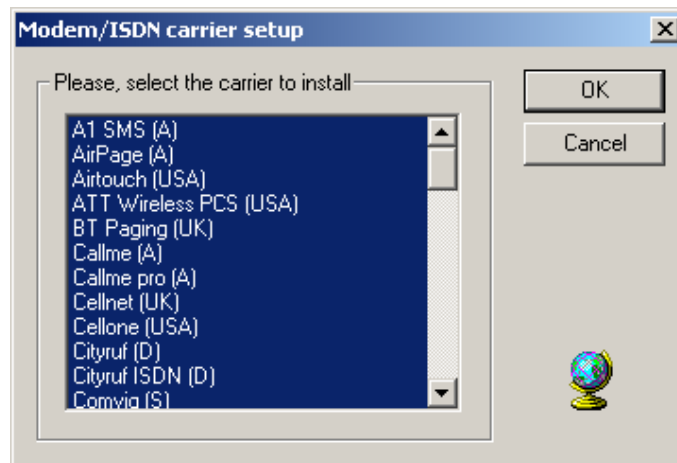 Modem/ISDN carrier setup
Please, select the carrier to install
OK
Cancel
A1 SMS (A)
AirPage (A)
Airtouch (USA)
ATT Wireless PCS (USA)
BT Paging (UK)
Callme (A)
Callme pro (A)
Cellnet (UK)
Cellone (USA)
Cityruf (D)
Cityruf ISDN (D)
Comviq (S)